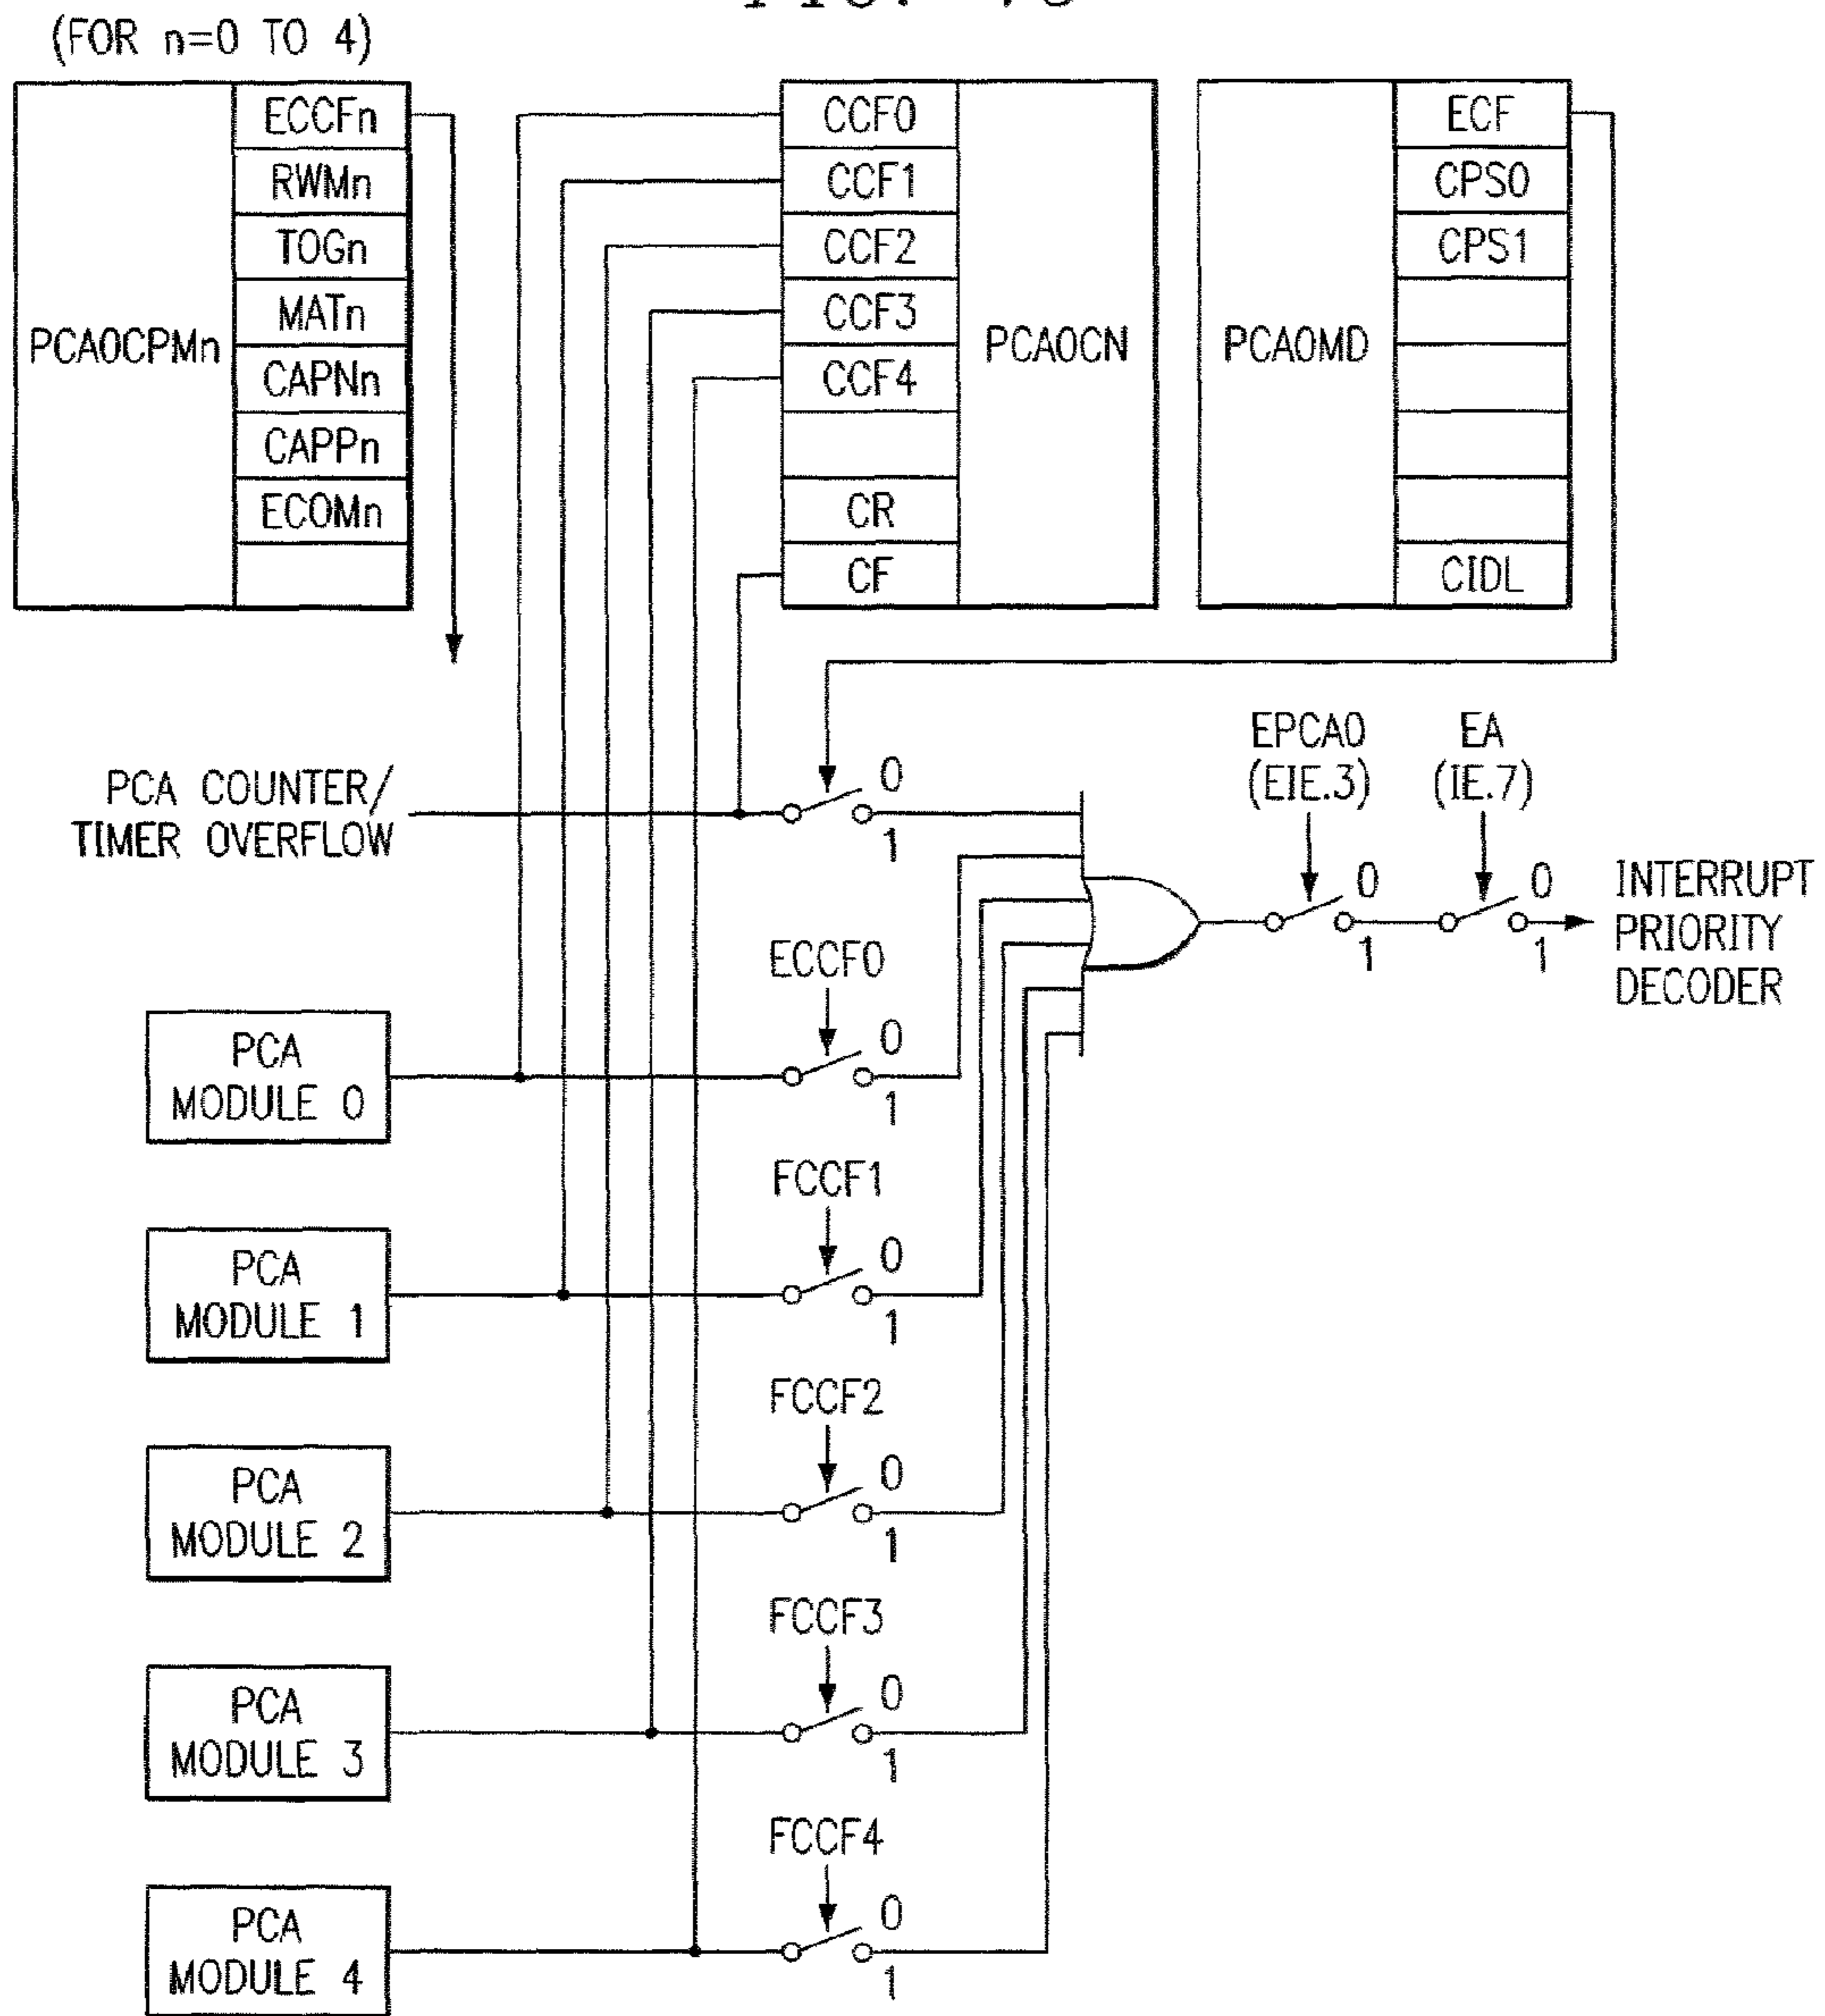 (FOR n=0 TO 4)
PCA0CPMn
ECCFn
RWMn
TOGn
MATn
CAPNn
CAPPn
ECOMn
CCF0
CCF1
CCF2
CCF3
CCF4
CR
CF
PCA0CN
PCA0MD
ECF
CPS0
CPS1
CIDL
PCA COUNTER/
TIMER OVERFLOW
0
1
EPCA0
(EIE.3)
0
1
EA
(IE.7)
0
1
INTERRUPT
PRIORITY
DECODER
ECCF0
0
1
PCA
MODULE 0
FCCF1
0
1
PCA
MODULE 1
FCCF2
0
1
PCA
MODULE 2
FCCF3
0
1
PCA
MODULE 3
FCCF4
0
1
PCA
MODULE 4